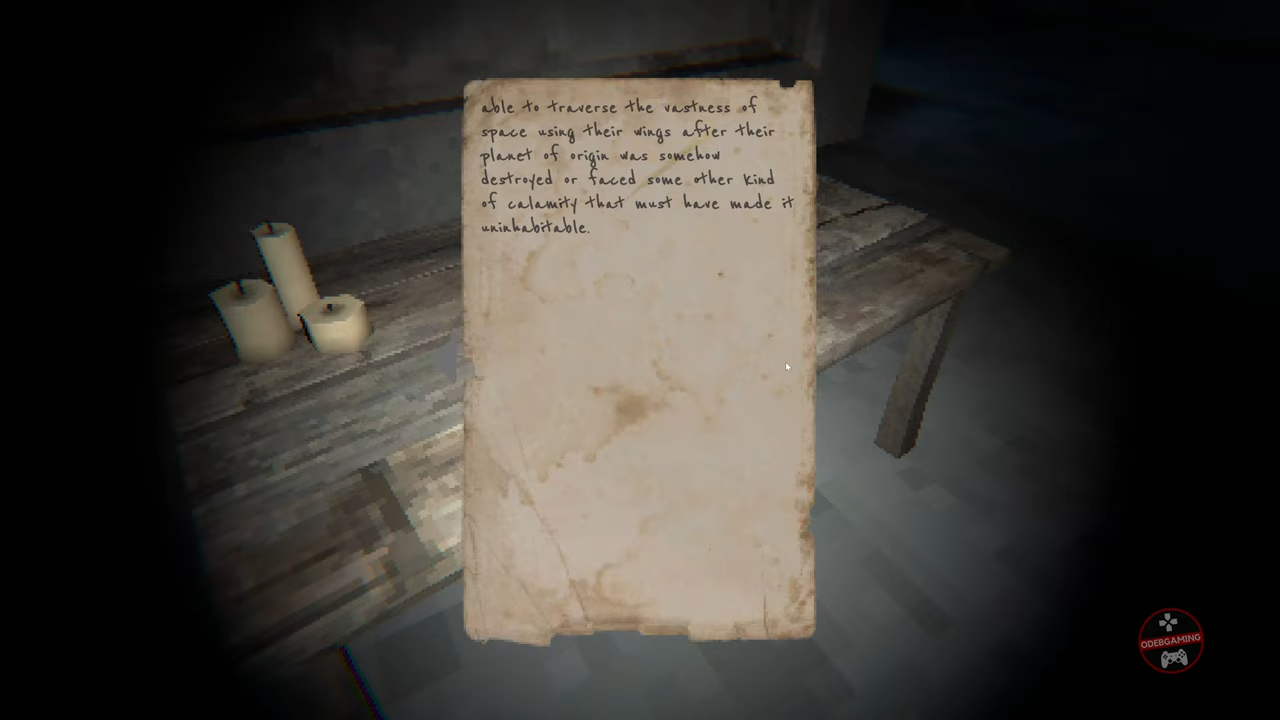 able to traverse the vastness of
space using their wings after their
planet of origin was somehow
destroyed or faced some other kind
of calamity that must have made it
uninhabitable.
ODEBGAMING